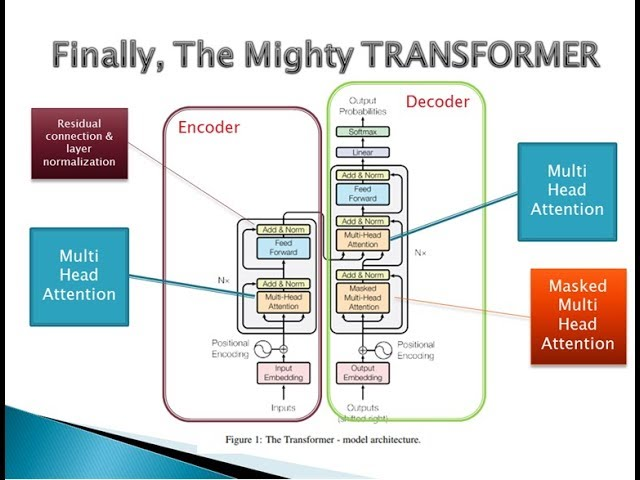 Finally, The Mighty TRANSFORMER
Encoder
Decoder
Residual
connection &
layer
normalization
Multi
Head
Attention
Multi
Head
Attention
Masked
Multi
Head
Attention
Output
Probabilities
Softmax
Linear
Add & Norm
Feed
Forward
Add & Norm
Multi-Head
Attention
Add & Norm
Masked
Multi-Head
Attention
N×
Positional
Encoding
Output
Embedding
Outputs
(shifted right)
Add & Norm
Feed
Forward
N×
Add & Norm
Multi-Head
Attention
Positional
Encoding
Input
Embedding
Inputs
Figure 1: The Transformer - model architecture.